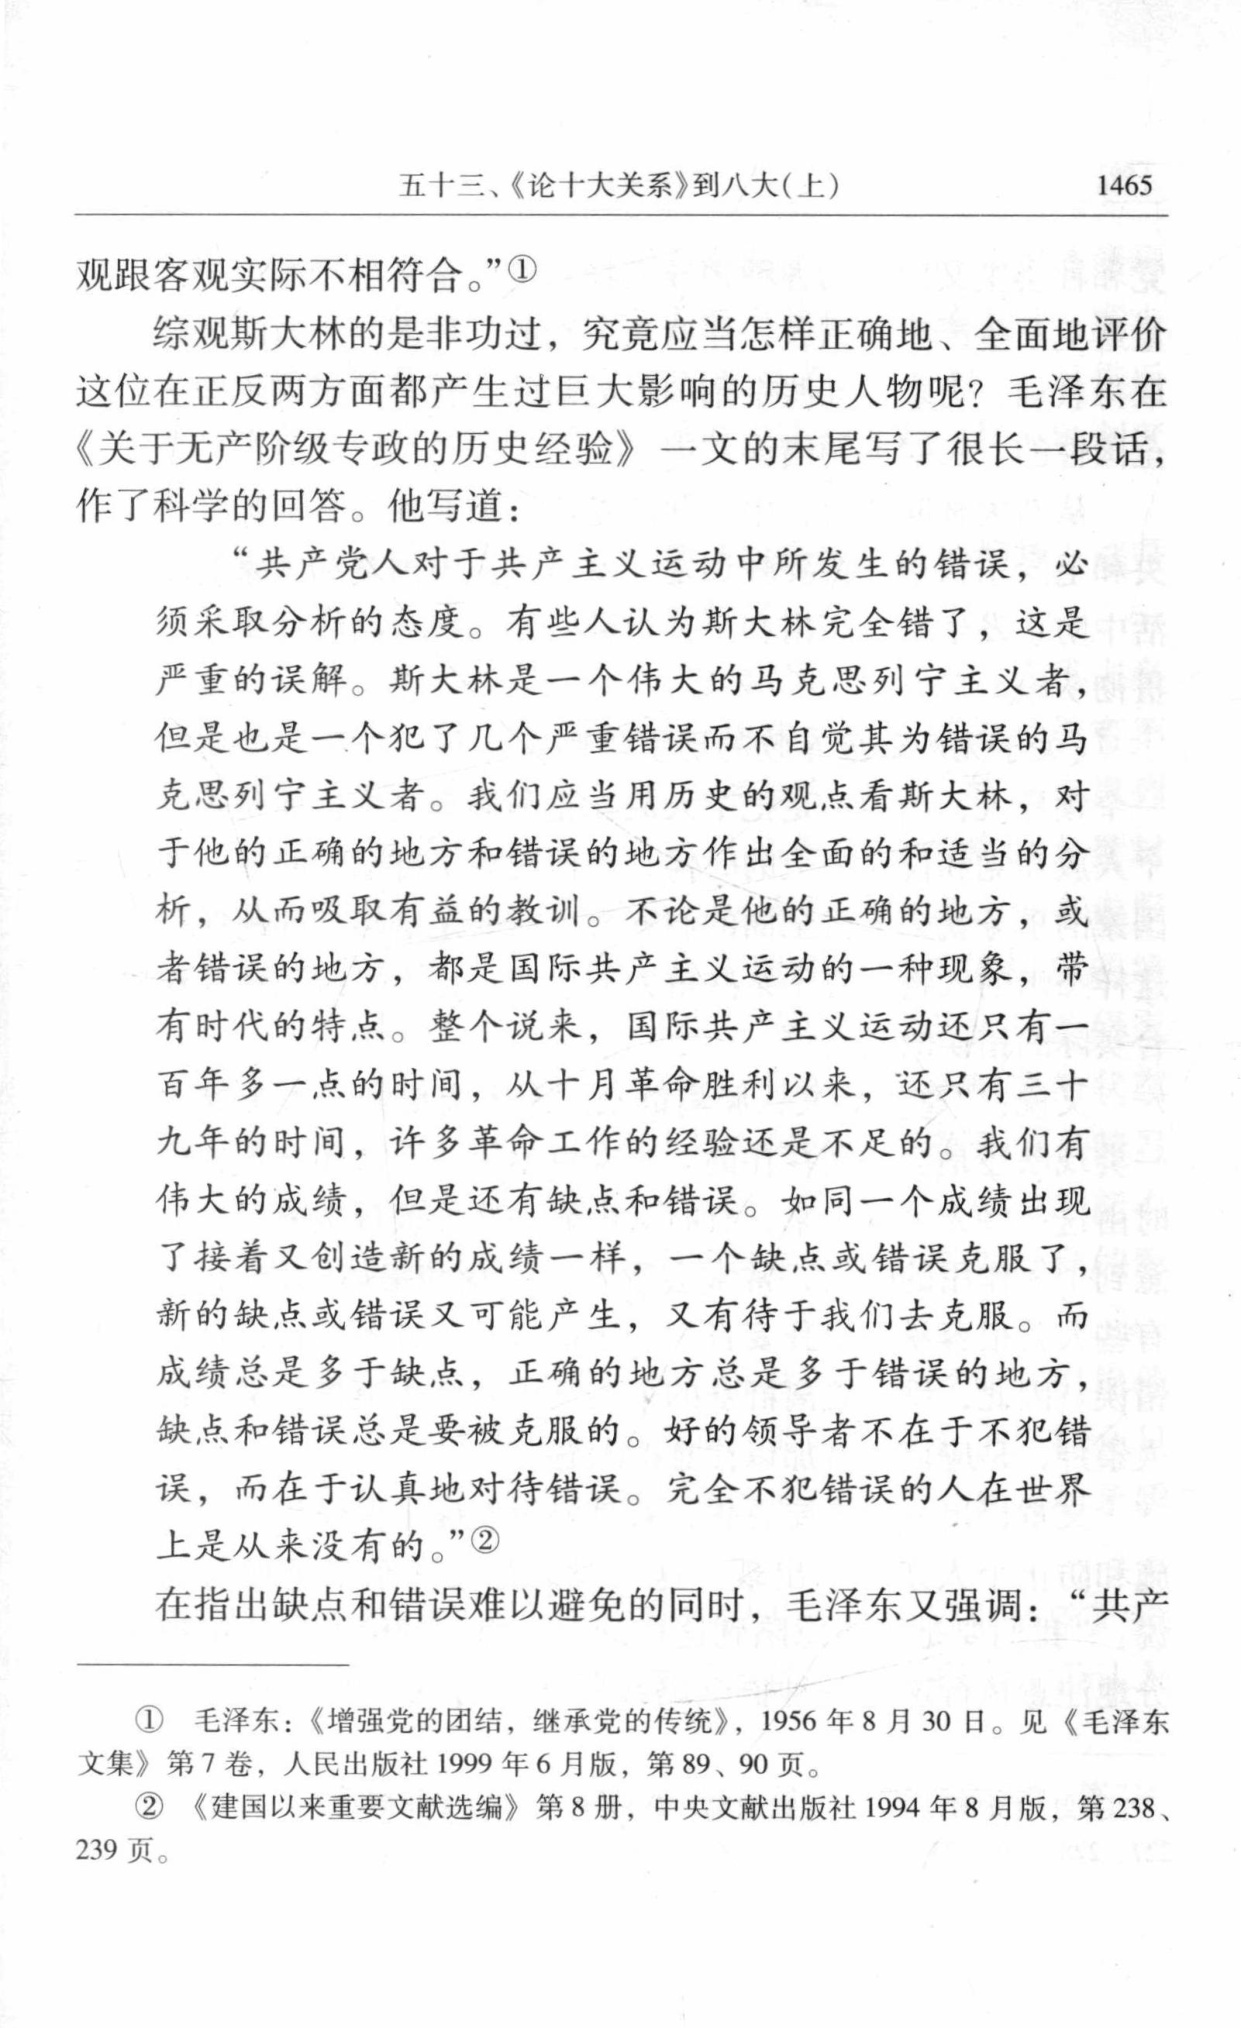 五十三、《论十大关系》到八大(上) 1465
观跟客观实际不相符合。”①
综观斯大林的是非功过，究竟应当怎样正确地、全面地评价
这位在正反两方面都产生过巨大影响的历史人物呢？毛泽东在
《关于无产阶级专政的历史经验》一文的末尾写了很长一段话，
作了科学的回答。他写道：
“共产党人对于共产主义运动中所发生的错误，必
须采取分析的态度。有些人认为斯大林完全错了，这是
严重的误解。斯大林是一个伟大的马克思列宁主义者，
但是也是一个犯了几个严重错误而不自觉其为错误的马
克思列宁主义者。我们应当用历史的观点看斯大林，对
于他的正确的地方和错误的地方作出全面的和适当的分
析，从而吸取有益的教训。不论是他的正确的地方，或
者错误的地方，都是国际共产主义运动的一种现象，带
有时代的特点。整个说来，国际共产主义运动还只有一
百年多一点的时间，从十月革命胜利以来，还只有三十
九年的时间，许多革命工作的经验还是不足的。我们有
伟大的成绩，但是还有缺点和错误。如同一个成绩出现
了接着又创造新的成绩一样，一个缺点或错误克服了，
新的缺点或错误又可能产生，又有待于我们去克服。而
成绩总是多于缺点，正确的地方总是多于错误的地方，
缺点和错误总是要被克服的。好的领导者不在于不犯错
误，而在于认真地对待错误。完全不犯错误的人在世界
上是从来没有的。”②
在指出缺点和错误难以避免的同时，毛泽东又强调：“共产
① 毛泽东：《增强党的团结，继承党的传统》，1956 年 8 月 30 日。见《毛泽东
文集》第 7 卷，人民出版社 1999 年 6 月版，第 89、90 页。
② 《建国以来重要文献选编》第 8 册，中央文献出版社 1994 年 8 月版，第 238、
239 页。